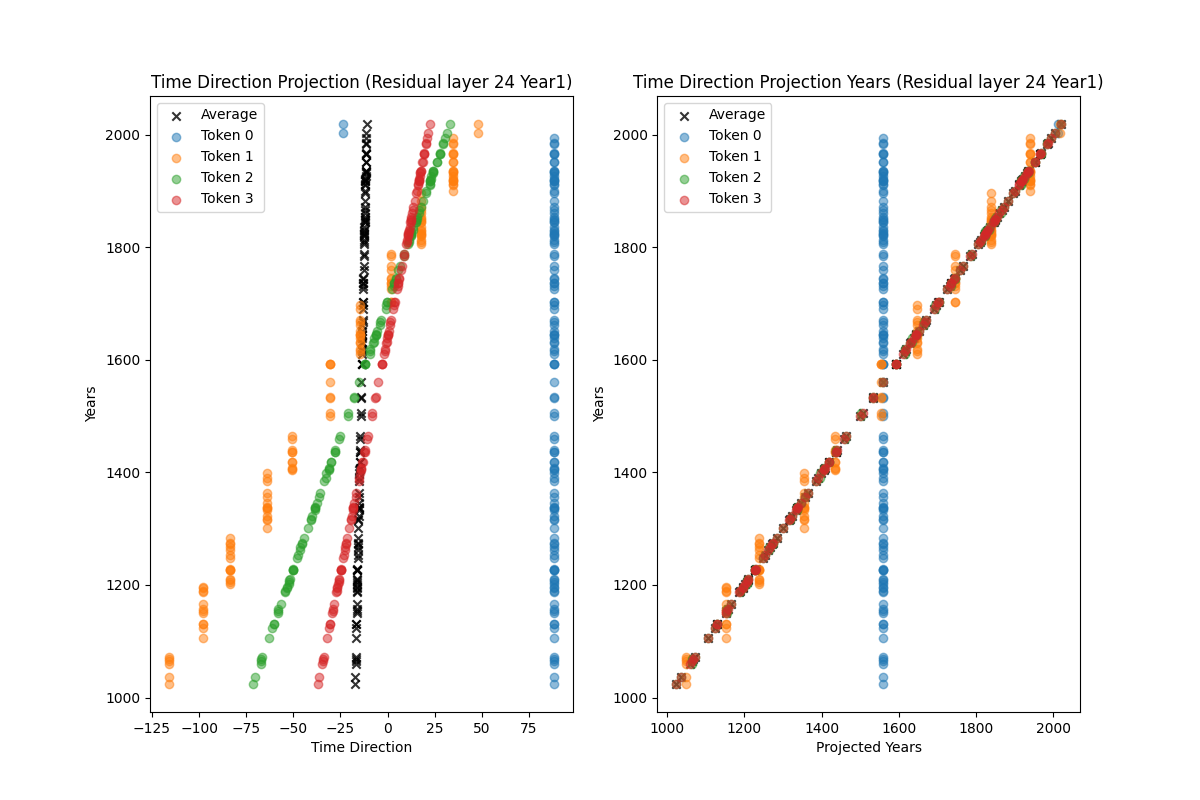 Time Direction Projection (Residual layer 24 Year1)
Average
Token 0
Token 1
Token 2
Token 3
Years
2000
1800
1600
1400
1200
1000
−125 −100 −75 −50 −25 0 25 50 75
Time Direction
Time Direction Projection Years (Residual layer 24 Year1)
Average
Token 0
Token 1
Token 2
Token 3
Years
2000
1800
1600
1400
1200
1000
1000 1200 1400 1600 1800 2000
Projected Years